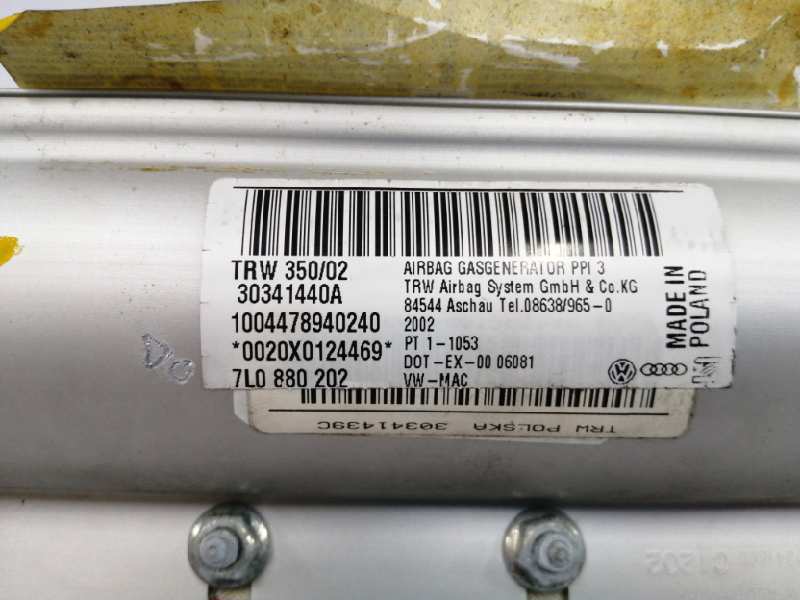 TRW 350/02
30341440A
1004478940240
*0020X0124469*
7L0 880 202
AIRBAG GASGENERATOR PPI 3
TRW Airbag System GmbH & Co.KG
84544 Aschau Tel.08638/965-0
2002
PT 1-1053
DOT-EX-00 06081
VW-MAC
MADE IN
POLAND
TRW POLSKA 30341439C
C1202